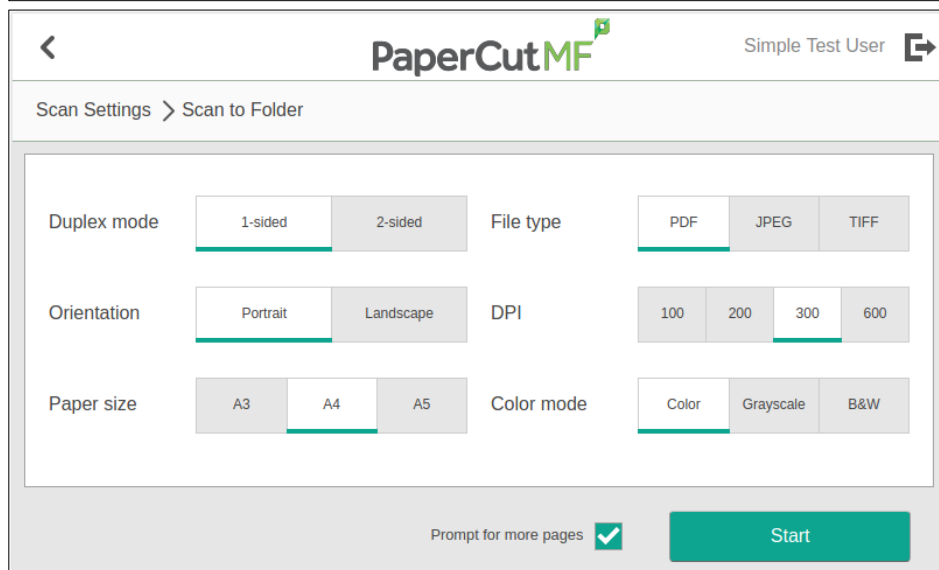 PaperCutMF
Simple Test User
Scan Settings > Scan to Folder
Duplex mode 1-sided 2-sided File type PDF JPEG TIFF
Orientation Portrait Landscape DPI 100 200 300 600
Paper size A3 A4 A5 Color mode Color Grayscale B&W
Prompt for more pages Start